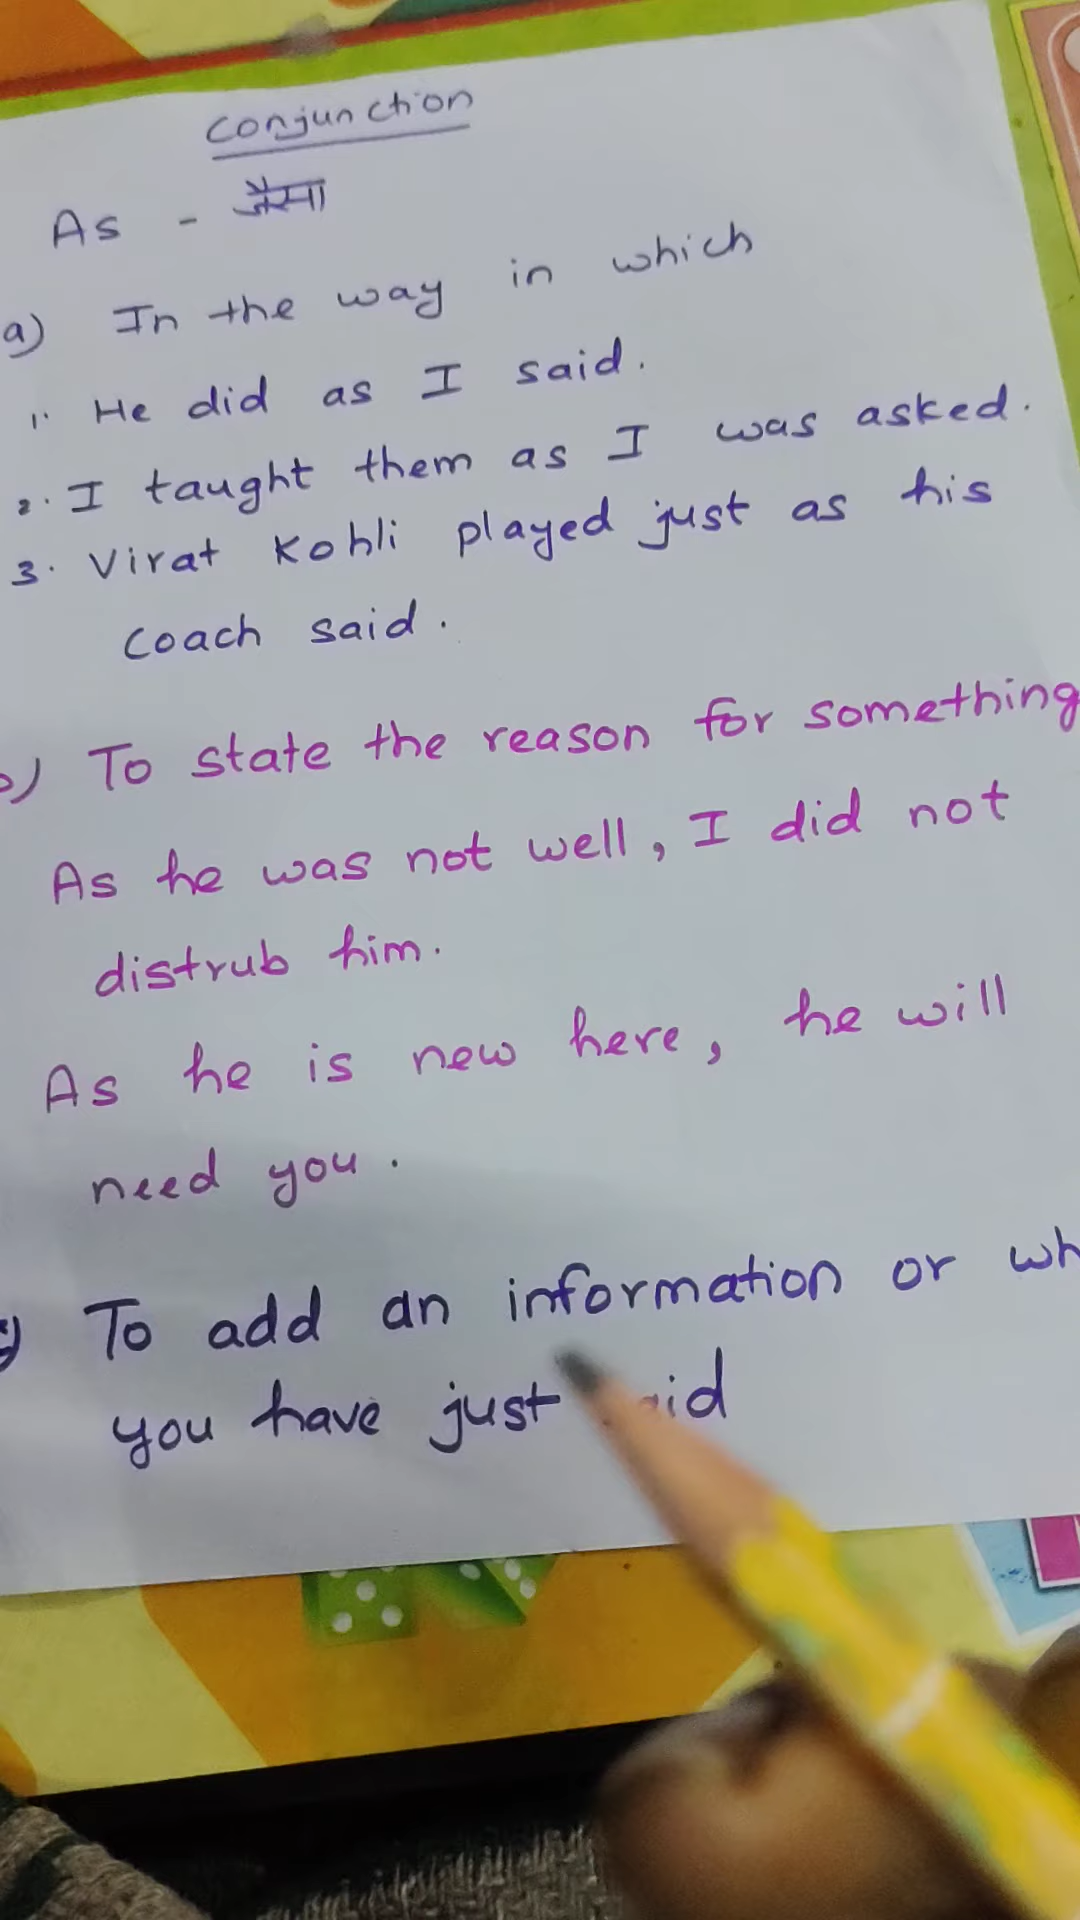 Conjunction
As - जैसा
a) In the way in which
1. He did as I said.
2. I taught them as I was asked.
3. Virat Kohli played just as his
coach said.
b) To state the reason for something
As he was not well, I did not
distrub him.
As he is new here, he will
need you.
To add an information or
you have just said